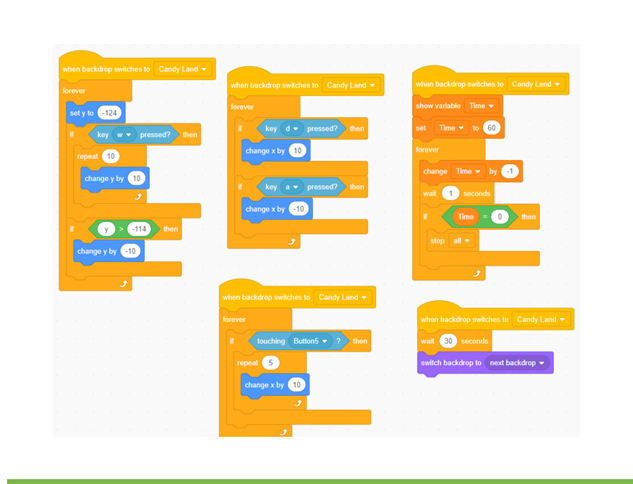 when backdrop switches to Candy Land
forever
set y to -124
if key w pressed? then
repeat 10
change y by 10
if y > -114 then
change y by -10
when backdrop switches to Candy Land
forever
if key d pressed? then
change x by 10
if key a pressed? then
change x by -10
when backdrop switches to Candy Land
show variable Time
set Time to 60
forever
change Time by -1
wait 1 seconds
if Time = 0 then
stop all
when backdrop switches to Candy Land
forever
if touching Button5 ? then
repeat 5
change x by 10
when backdrop switches to Candy Land
wait 30 seconds
switch backdrop to next backdrop